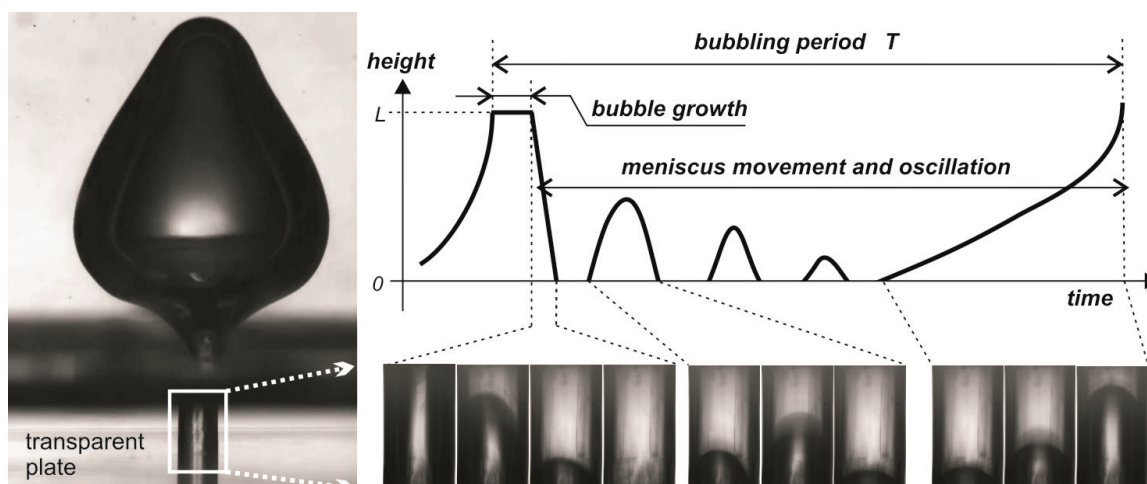 bubbling period T
height
L
bubble growth
meniscus movement and oscillation
0
time
transparent
plate